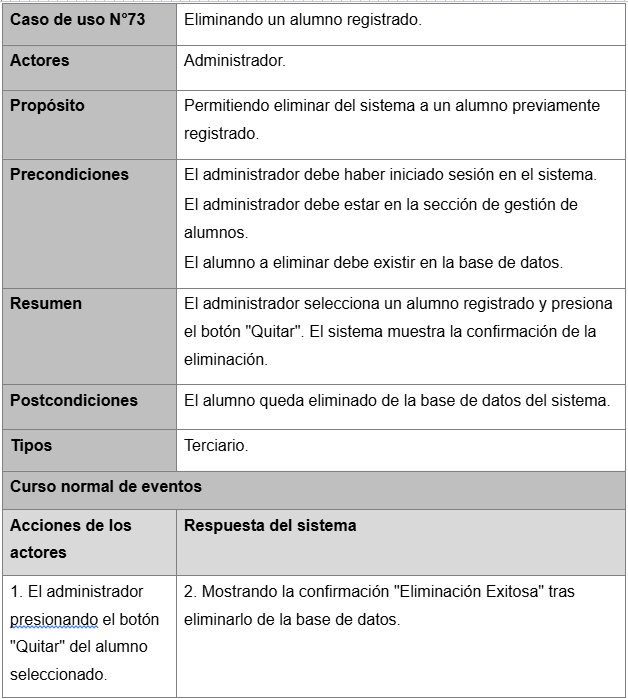 Caso de uso N°73
Eliminando un alumno registrado.
Actores
Administrador.
Propósito
Permitiendo eliminar del sistema a un alumno previamente
registrado.
Precondiciones
El administrador debe haber iniciado sesión en el sistema.
El administrador debe estar en la sección de gestión de
alumnos.
El alumno a eliminar debe existir en la base de datos.
Resumen
El administrador selecciona un alumno registrado y presiona
el botón "Quitar". El sistema muestra la confirmación de la
eliminación.
Postcondiciones
El alumno queda eliminado de la base de datos del sistema.
Tipos
Terciario.
Curso normal de eventos
Acciones de los
actores
Respuesta del sistema
1. El administrador
presionando el botón
"Quitar" del alumno
seleccionado.
2. Mostrando la confirmación "Eliminación Exitosa" tras
eliminarlo de la base de datos.